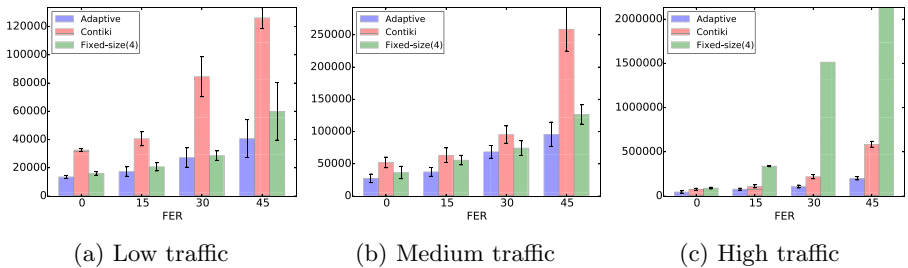 120000
100000
80000
60000
40000
20000
0
Adaptive
Contiki
Fixed-size(4)
0 15 30 45
FER
(a) Low traffic
250000
200000
150000
100000
50000
0
Adaptive
Contiki
Fixed-size(4)
0 15 30 45
FER
(b) Medium traffic
2000000
1500000
1000000
500000
0
Adaptive
Contiki
Fixed-size(4)
0 15 30 45
FER
(c) High traffic